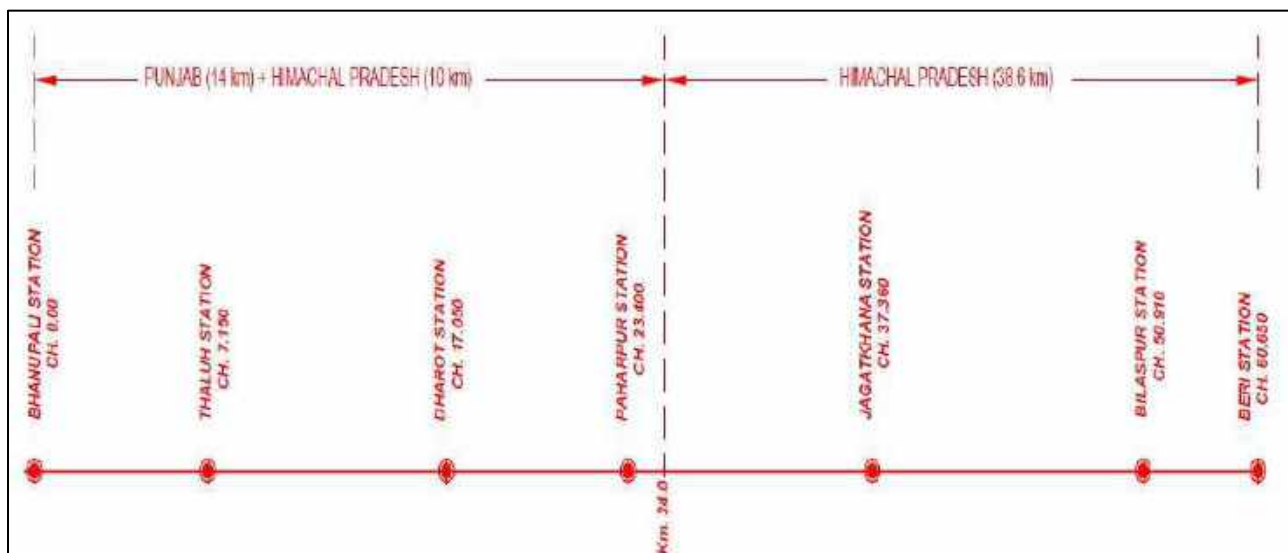 PUNJAB (14 km) + HIMACHAL PRADESH (10 km)
HIMACHAL PRADESH (38.6 km)
BHANUPALI STATION
CH. 0.00
THALUH STATION
CH. 7.150
DHAROT STATION
CH. 17.050
PAHARPUR STATION
CH. 23.400
Km. 24.0
JAGATKHANA STATION
CH. 37.360
BILASPUR STATION
CH. 50.910
BERI STATION
CH. 60.650